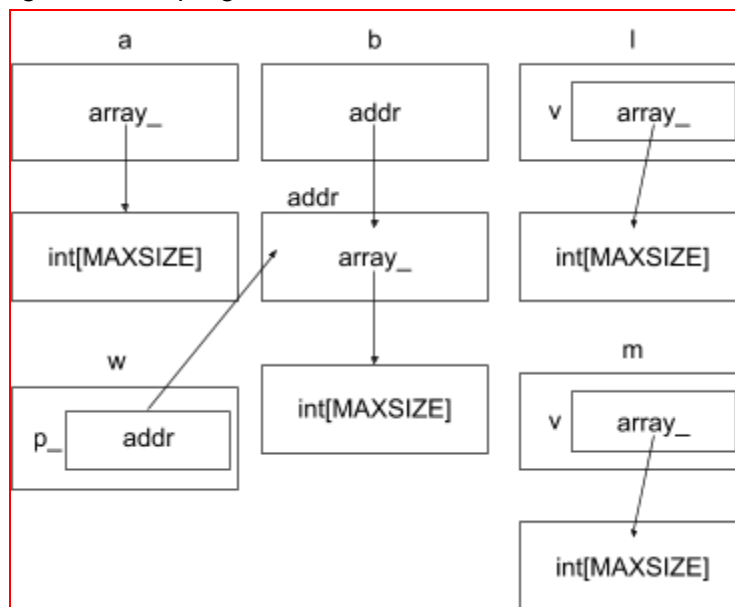 a
b
l
array_
addr
v
array_
addr
int[MAXSIZE]
array_
int[MAXSIZE]
w
m
p_
addr
int[MAXSIZE]
v
array_
int[MAXSIZE]